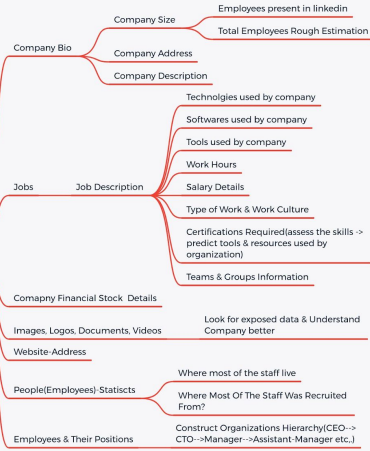 Employees present in linkedin
Company Size
Total Employees Rough Estimation
Company Bio
Company Address
Company Description
Technolgies used by company
Softwares used by company
Tools used by company
Work Hours
Jobs
Job Description
Salary Details
Type of Work & Work Culture
Certifications Required(assess the skills ->
predict tools & resources used by
organization)
Teams & Groups Information
Comapny Financial Stock Details
Look for exposed data & Understand
Company better
Images, Logos, Documents, Videos
Website-Address
Where most of the staff live
People(Employees)-Statiscts
Where Most Of The Staff Was Recruited
From?
Construct Organizations Hierarchy(CEO-->
CTO-->Manager-->Assistant-Manager etc,.)
Employees & Their Positions